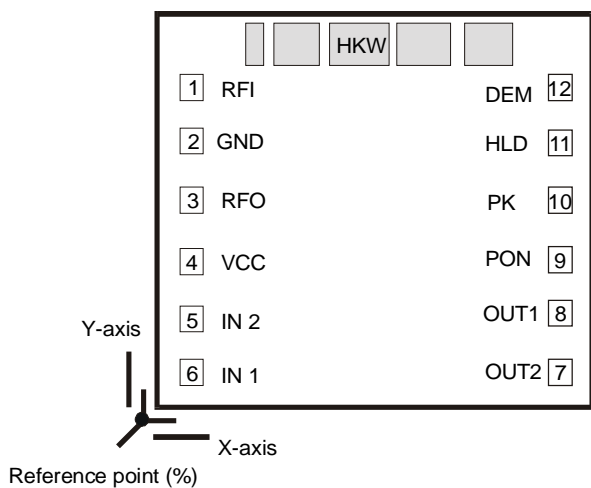 HKW
1 RFI DEM 12
2 GND HLD 11
3 RFO PK 10
4 VCC PON 9
5 IN 2 OUT1 8
Y-axis
6 IN 1 OUT2 7
X-axis
Reference point (%)